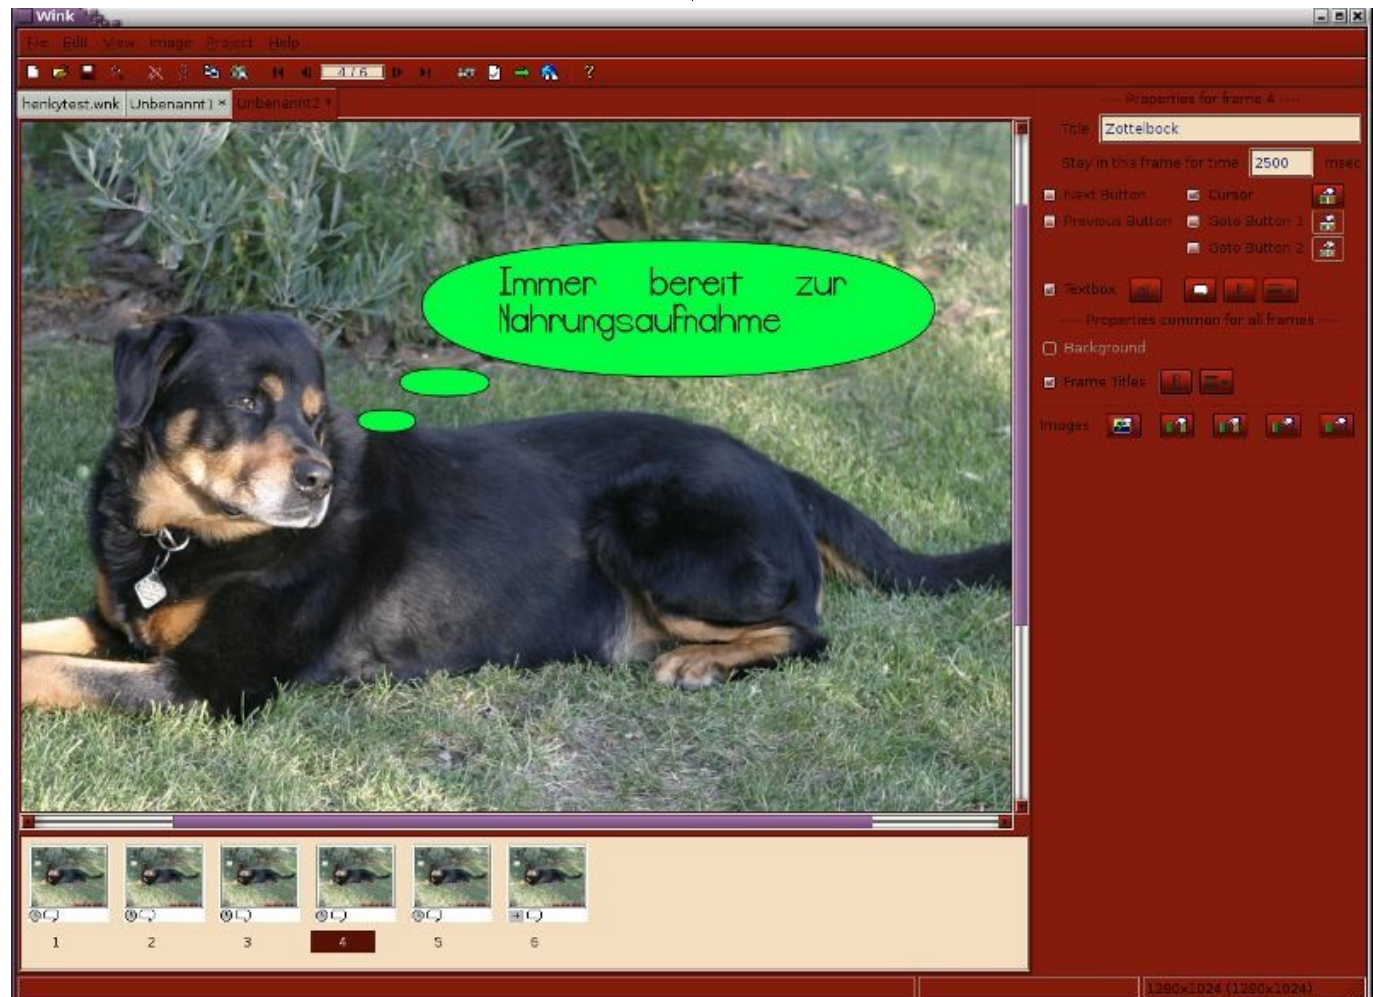 Wink
File Edit View Image Project Help
4 / 6
henkytest.wnk Unbenannt1 * Unbenannt2 *
Immer bereit zur
Nahrungsaufnahme
---- Properties for frame 4 ----
Title Zottelbock
Stay in this frame for time 2500 msec
Next Button Cursor
Previous Button Goto Button 1
Goto Button 2
Textbox
---- Properties common for all frames ----
Background
Frame Titles
Images
1 2 3 4 5 6
1280x1024 (1280x1024)